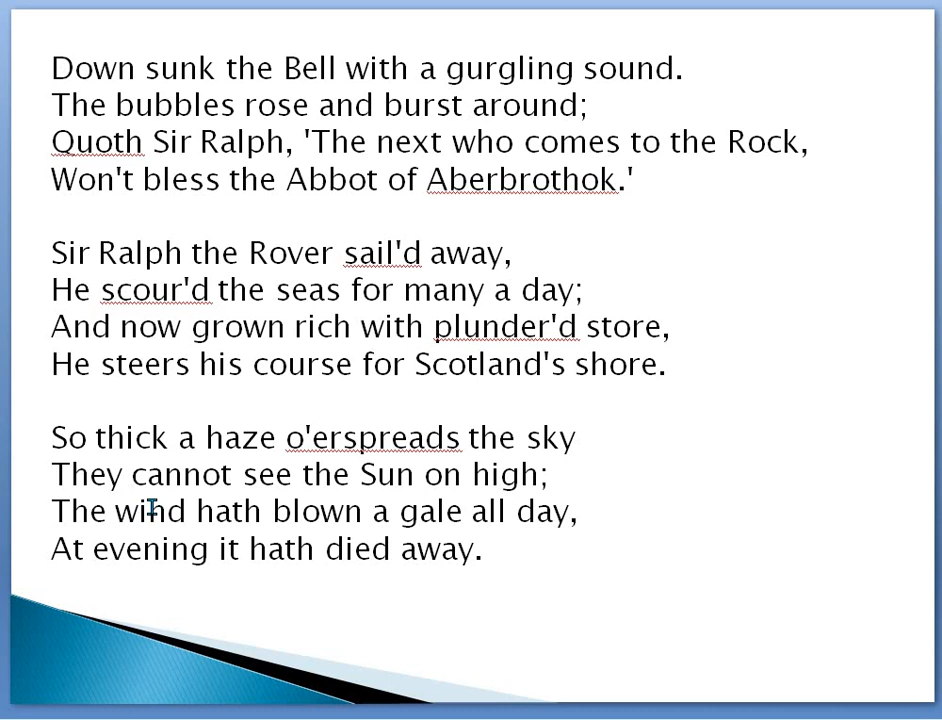 Down sunk the Bell with a gurgling sound.
The bubbles rose and burst around;
Quoth Sir Ralph, 'The next who comes to the Rock,
Won't bless the Abbot of Aberbrothok.'
Sir Ralph the Rover sail'd away,
He scour'd the seas for many a day;
And now grown rich with plunder'd store,
He steers his course for Scotland's shore.
So thick a haze o'erspreads the sky
They cannot see the Sun on high;
The wind hath blown a gale all day,
At evening it hath died away.